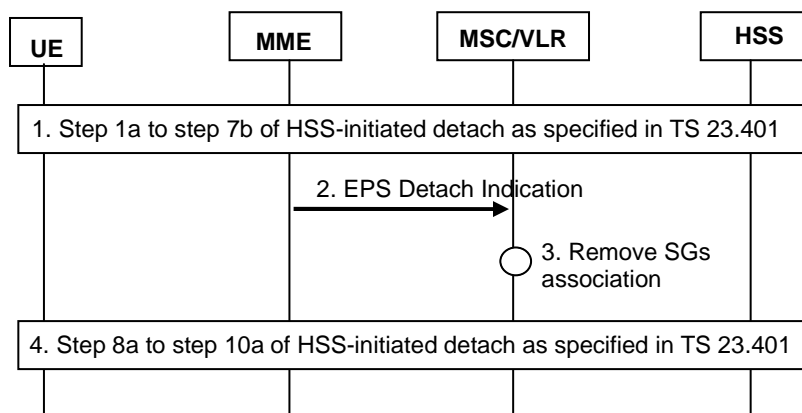 UE
MME
MSC/VLR
HSS
1. Step 1a to step 7b of HSS-initiated detach as specified in TS 23.401
2. EPS Detach Indication
3. Remove SGs
association
4. Step 8a to step 10a of HSS-initiated detach as specified in TS 23.401